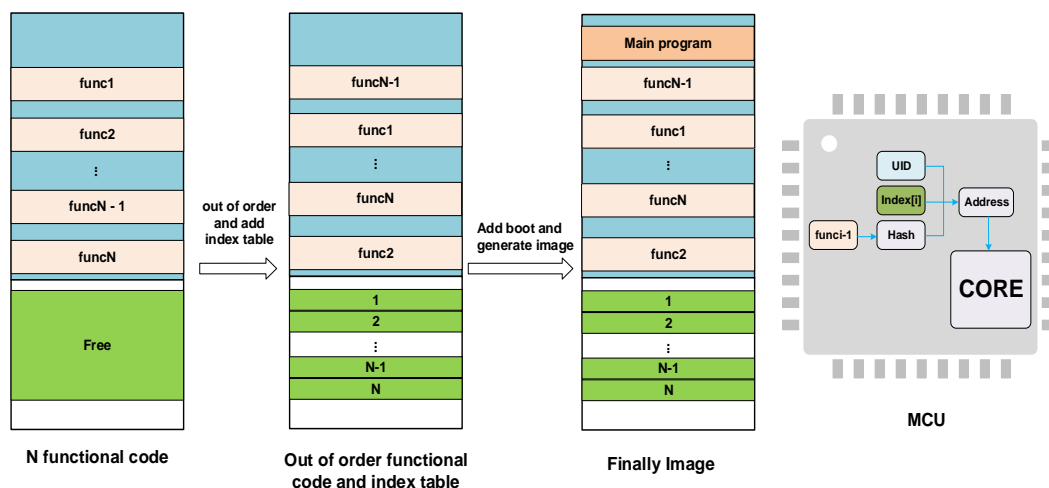 func1
func2
⋮
funcN - 1
funcN
Free
N functional code
out of order
and add
index table
funcN-1
func1
⋮
funcN
func2
1
2
⋮
N-1
N
Out of order functional
code and index table
Add boot and
generate image
Main program
funcN-1
func1
⋮
funcN
func2
1
2
⋮
N-1
N
Finally Image
UID
Index[i]
Address
funci-1
Hash
CORE
MCU